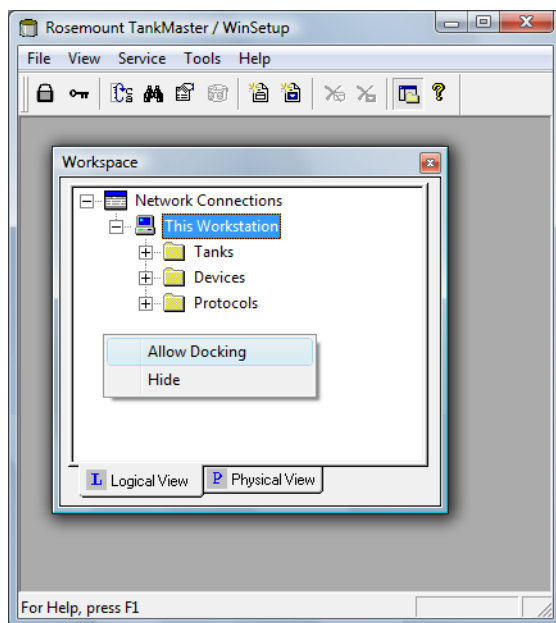 Rosemount TankMaster / WinSetup
File View Service Tools Help
Workspace
Network Connections
This Workstation
Tanks
Devices
Protocols
Allow Docking
Hide
L Logical View P Physical View
For Help, press F1